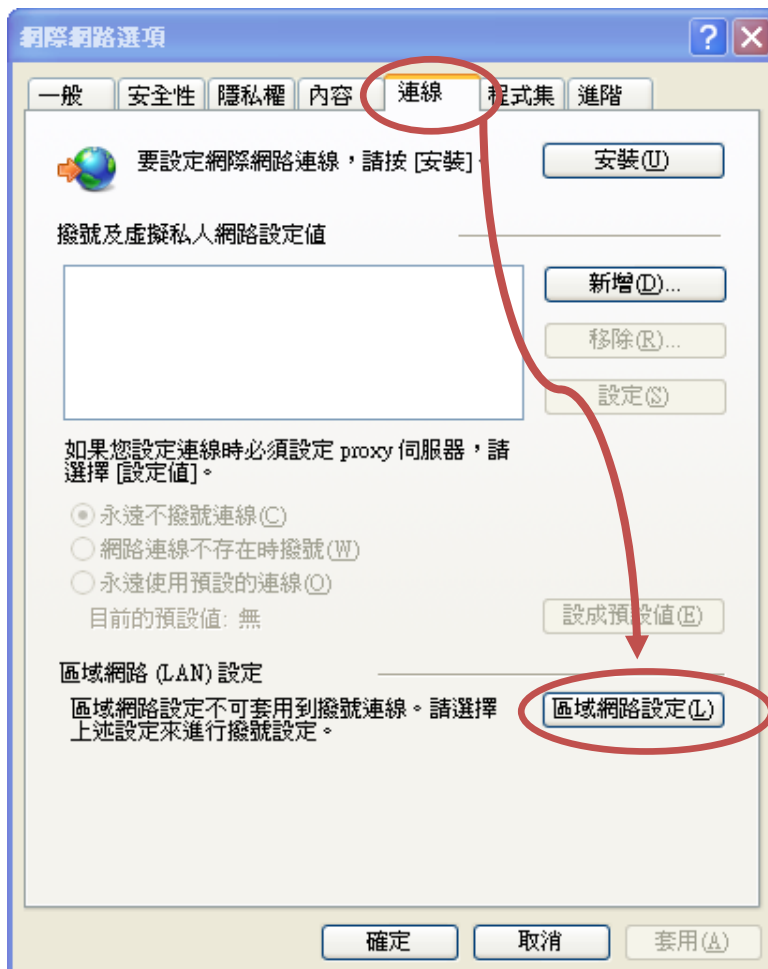 網際網路選項
?
一般 安全性 隱私權 內容 連線 程式集 進階
要設定網際網路連線，請按 [安裝]。 安裝(U)
撥號及虛擬私人網路設定值
新增(D)...
移除(R)...
設定(S)
如果您設定連線時必須設定 proxy 伺服器，請
選擇 [設定值]。
永遠不撥號連線(C)
網路連線不存在時撥號(W)
永遠使用預設的連線(O)
目前的預設值: 無 設成預設值(E)
區域網路 (LAN) 設定
區域網路設定不可套用到撥號連線。請選擇 區域網路設定(L)
上述設定來進行撥號設定。
確定 取消 套用(A)